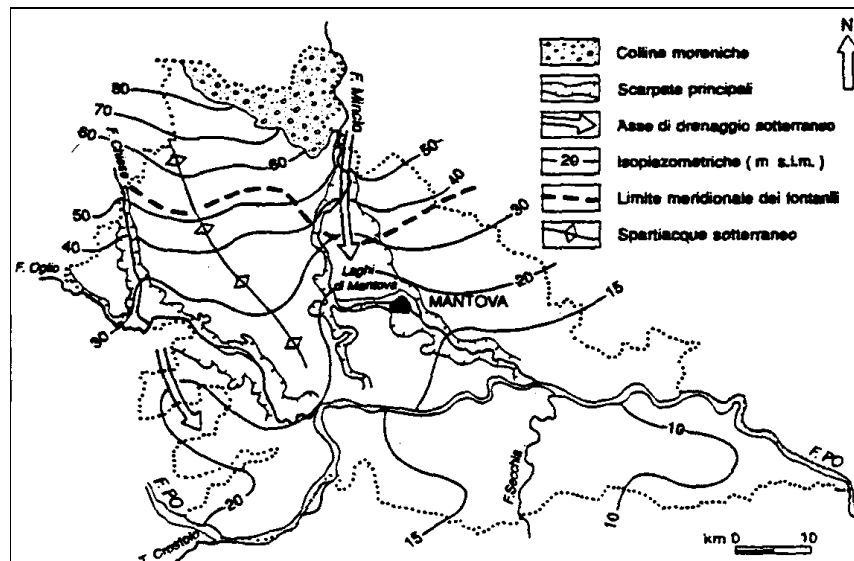 N
Colline moreniche
Scarpate principali
Asse di drenaggio sotterraneo
20
Isopiezometriche ( m s.l.m. )
Limite meridionale dei fontanili
Spartiacque sotterraneo
F. Mincio
80
70
60
F. Chiese
60
50
50
40
40
30
F. Oglio
Laghi
di Mantova
20
15
MANTOVA
30
10
F. PO
F. PO
20
F. Secchia
15
10
T. Crostolo
km 0 10